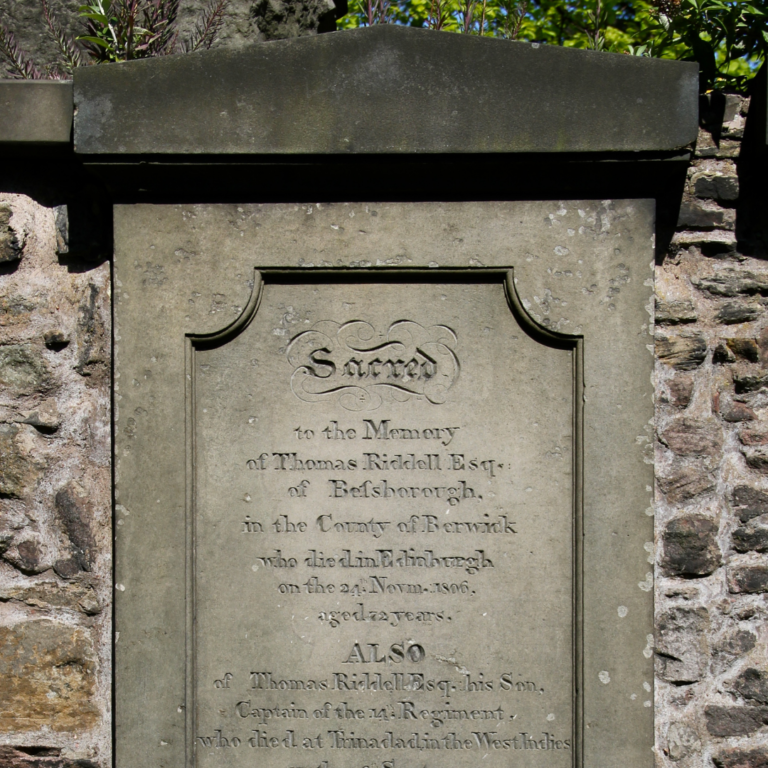 Sacred
to the Memory
of Thomas Riddell Esq.
of Beſsborough,
in the County of Berwick
who died in Edinburgh
on the 24. Novm. 1806.
aged 72 years.
ALSO
of Thomas Riddell Esq. his Son,
Captain of the 14. Regiment,
who died at Trinadad, in the West Indies